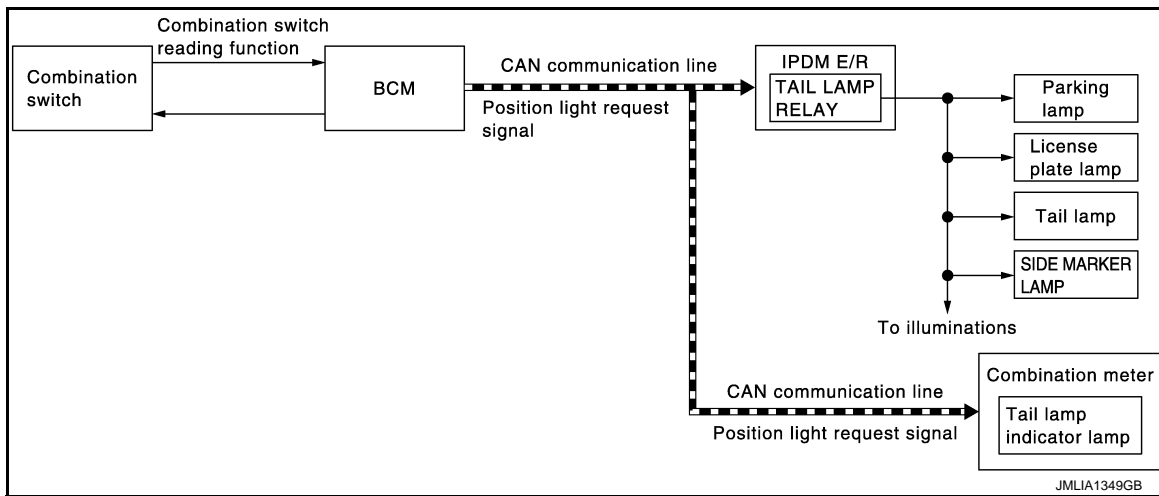 Combination switch
reading function
Combination
switch
BCM
CAN communication line
Position light request
signal
IPDM E/R
TAIL LAMP
RELAY
Parking
lamp
License
plate lamp
Tail lamp
SIDE MARKER
LAMP
To illuminations
CAN communication line
Position light request signal
Combination meter
Tail lamp
indicator lamp
JMLIA1349GB